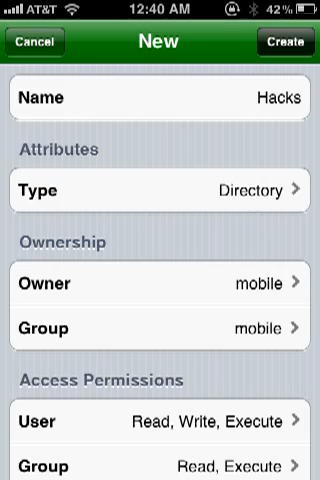 AT&T 12:40 AM 42%
Cancel New Create
Name Hacks
Attributes
Type Directory
Ownership
Owner mobile
Group mobile
Access Permissions
User Read, Write, Execute
Group Read, Execute